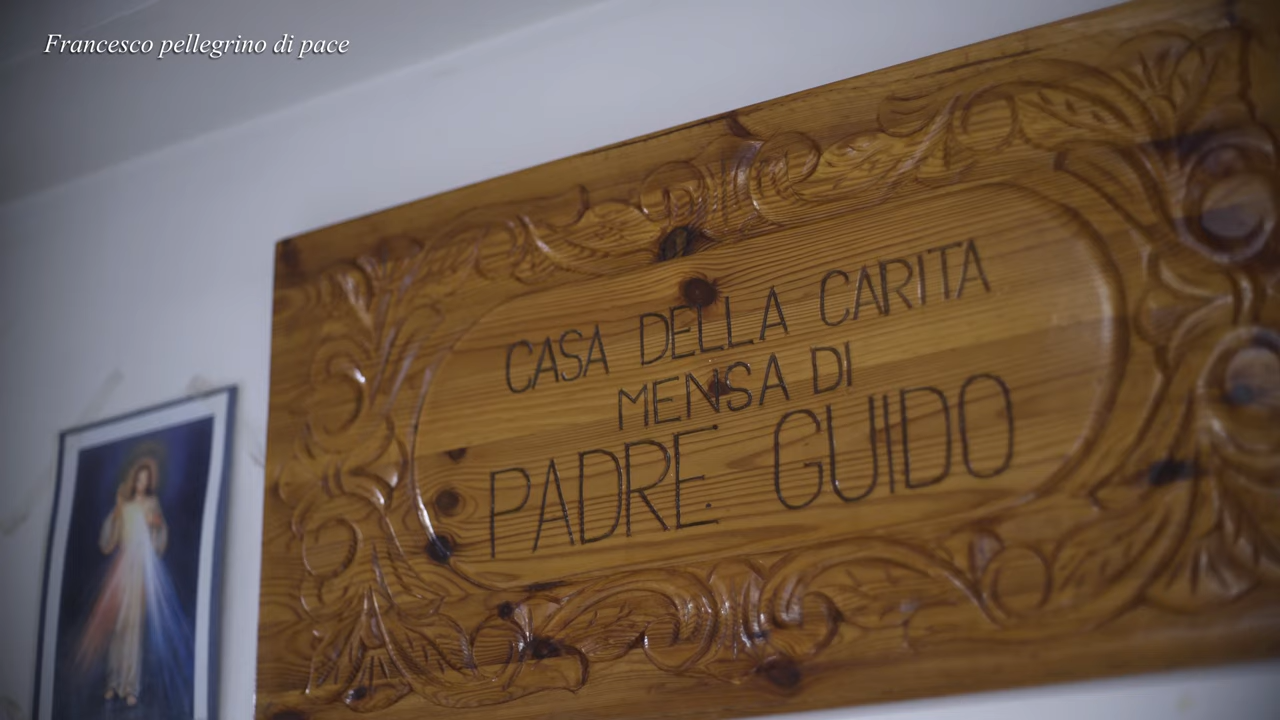 Francesco pellegrino di pace
CASA DELLA CARITA
MENSA DI
PADRE GUIDO